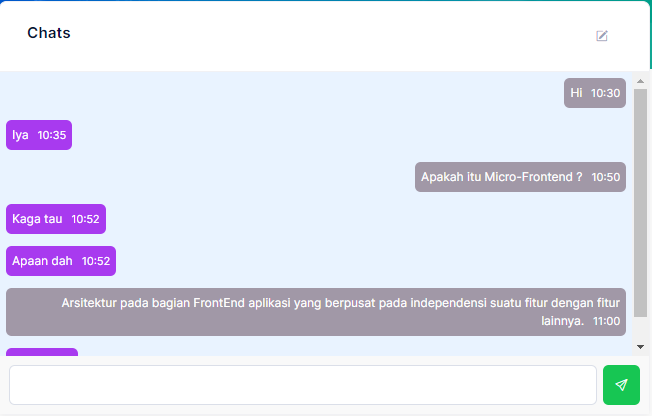 Chats
Hi 10:30
Iya 10:35
Apakah itu Micro-Frontend ? 10:50
Kaga tau 10:52
Apaan dah 10:52
Arsitektur pada bagian FrontEnd aplikasi yang berpusat pada independensi suatu fitur dengan fitur
lainnya. 11:00